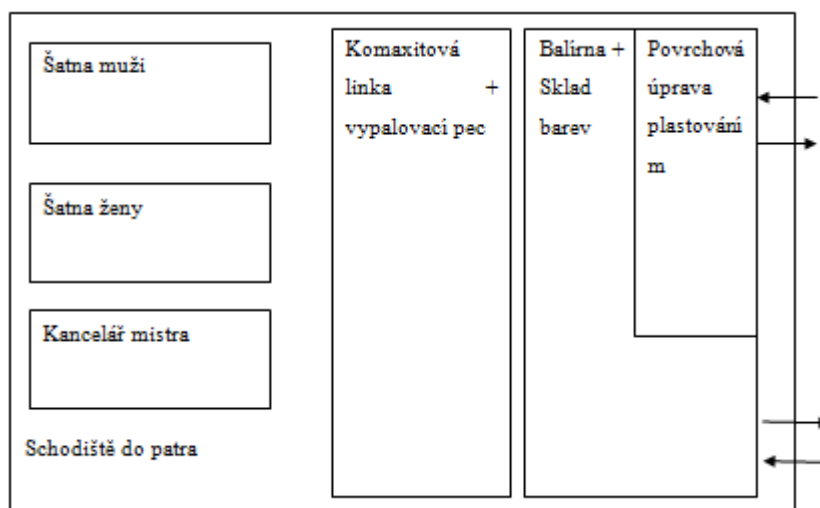 Šatna muži
Šatna ženy
Kancelář mistra
Schodiště do patra
Komaxitová
linka +
vypalovací pec
Balírna +
Sklad
barev
Povrchová
úprava
plastování
m